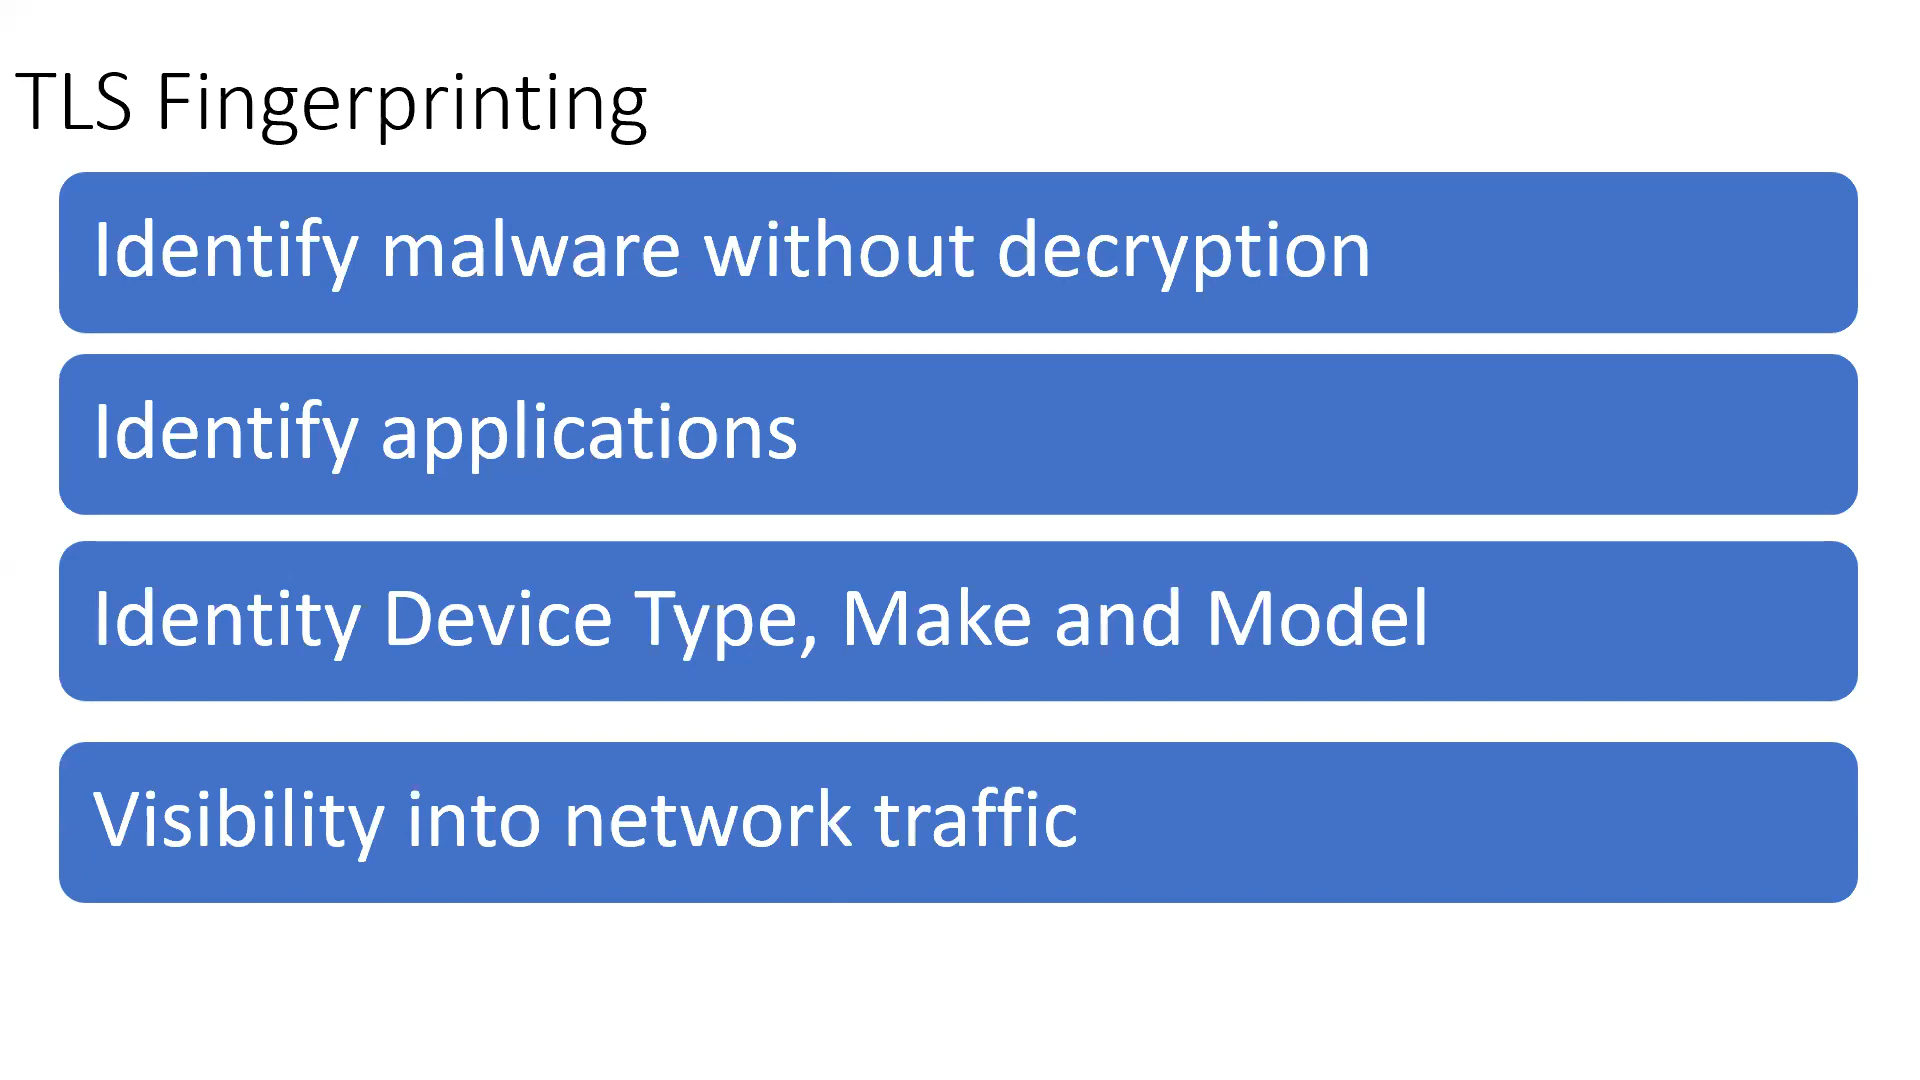 TLS Fingerprinting
Identify malware without decryption
Identify applications
Identity Device Type, Make and Model
Visibility into network traffic